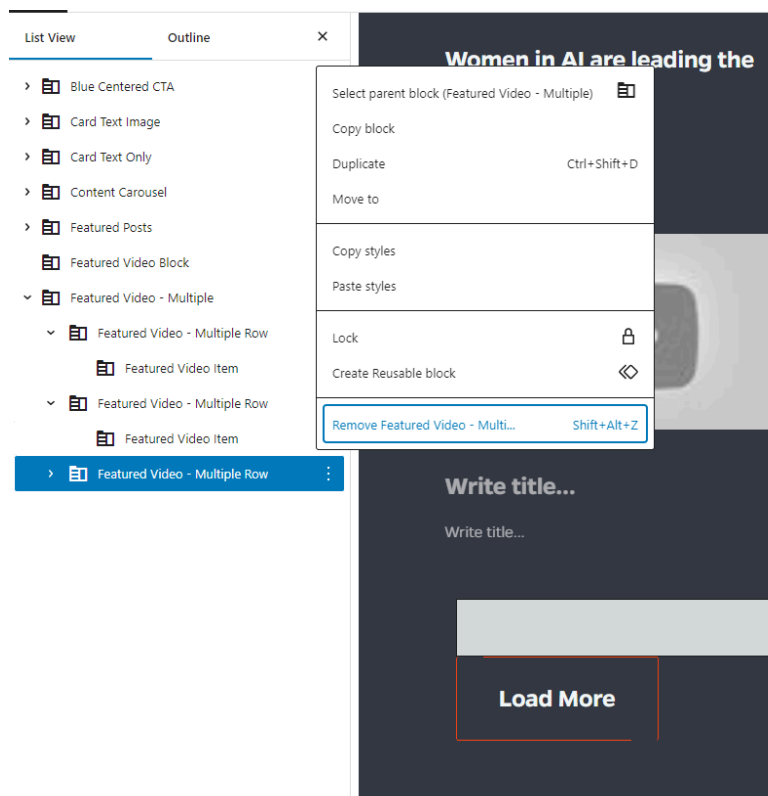 List View
Outline
Blue Centered CTA
Card Text Image
Card Text Only
Content Carousel
Featured Posts
Featured Video Block
Featured Video - Multiple
Featured Video - Multiple Row
Featured Video Item
Featured Video - Multiple Row
Featured Video Item
Featured Video - Multiple Row
Women in AI are leading the
Select parent block (Featured Video - Multiple)
Copy block
Duplicate Ctrl+Shift+D
Move to
Copy styles
Paste styles
Lock
Create Reusable block
Remove Featured Video - Multi... Shift+Alt+Z
Write title...
Write title...
Load More